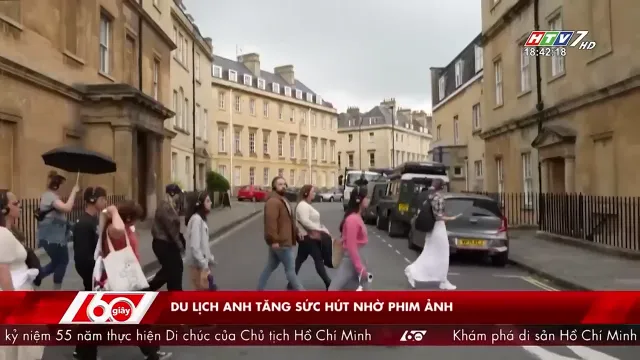 HTV7 HD
18:42:18
60 giây
DU LỊCH ANH TĂNG SỨC HÚT NHỜ PHIM ẢNH
kỷ niệm 55 năm thực hiện Di chúc của Chủ tịch Hồ Chí Minh 60 Khám phá di sản Hồ Chí Minh